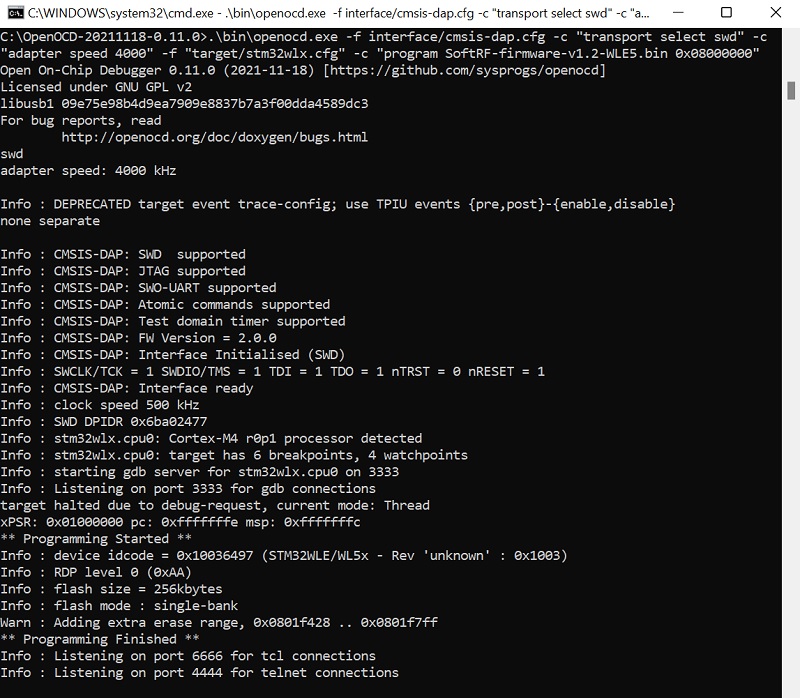 C:\WINDOWS\system32\cmd.exe - .\bin\openocd.exe -f interface/cmsis-dap.cfg -c "transport select swd" -c "a...
C:\OpenOCD-20211118-0.11.0>.\bin\openocd.exe -f interface/cmsis-dap.cfg -c "transport select swd" -c
"adapter speed 4000" -f "target/stm32wlx.cfg" -c "program SoftRF-firmware-v1.2-WLE5.bin 0x08000000"
Open On-Chip Debugger 0.11.0 (2021-11-18) [https://github.com/sysprogs/openocd]
Licensed under GNU GPL v2
libusb1 09e75e98b4d9ea7909e8837b7a3f00dda4589dc3
For bug reports, read
        http://openocd.org/doc/doxygen/bugs.html
swd
adapter speed: 4000 kHz
Info : DEPRECATED target event trace-config; use TPIU events {pre,post}-{enable,disable}
none separate
Info : CMSIS-DAP: SWD  supported
Info : CMSIS-DAP: JTAG supported
Info : CMSIS-DAP: SWO-UART supported
Info : CMSIS-DAP: Atomic commands supported
Info : CMSIS-DAP: Test domain timer supported
Info : CMSIS-DAP: FW Version = 2.0.0
Info : CMSIS-DAP: Interface Initialised (SWD)
Info : SWCLK/TCK = 1 SWDIO/TMS = 1 TDI = 1 TDO = 1 nTRST = 0 nRESET = 1
Info : CMSIS-DAP: Interface ready
Info : clock speed 500 kHz
Info : SWD DPIDR 0x6ba02477
Info : stm32wlx.cpu0: Cortex-M4 r0p1 processor detected
Info : stm32wlx.cpu0: target has 6 breakpoints, 4 watchpoints
Info : starting gdb server for stm32wlx.cpu0 on 3333
Info : Listening on port 3333 for gdb connections
target halted due to debug-request, current mode: Thread
xPSR: 0x01000000 pc: 0xfffffffe msp: 0xfffffffc
** Programming Started **
Info : device idcode = 0x10036497 (STM32WLE/WL5x - Rev 'unknown' : 0x1003)
Info : RDP level 0 (0xAA)
Info : flash size = 256kbytes
Info : flash mode : single-bank
Warn : Adding extra erase range, 0x0801f428 .. 0x0801f7ff
** Programming Finished **
Info : Listening on port 6666 for tcl connections
Info : Listening on port 4444 for telnet connections